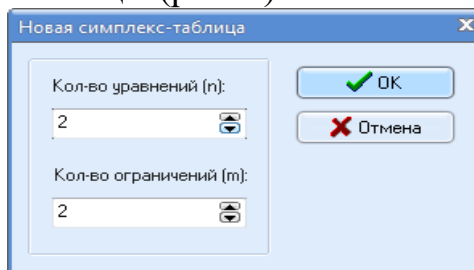 Новая симплекс-таблица
Кол-во уравнений (n):
OK
2
Отмена
Кол-во ограничений (m):
2